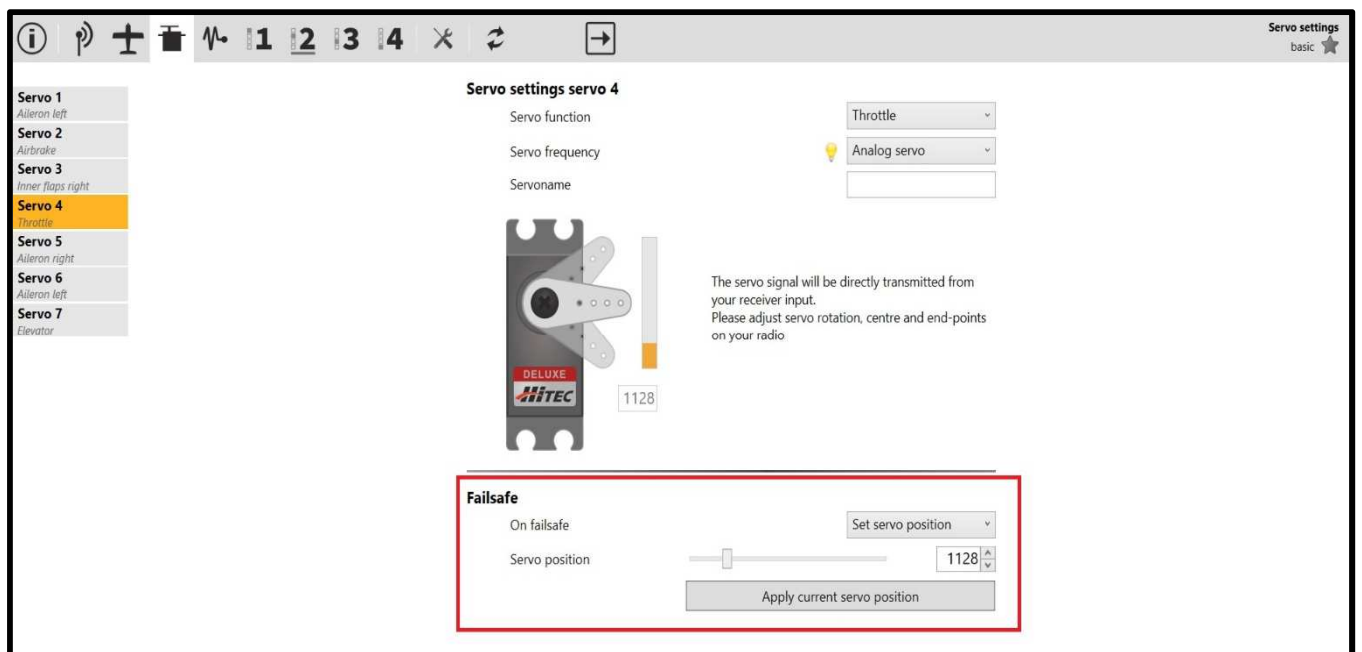 1 2 3 4
Servo settings
basic
Servo 1
Aileron left
Servo 2
Airbrake
Servo 3
Inner flaps right
Servo 4
Throttle
Servo 5
Aileron right
Servo 6
Aileron left
Servo 7
Elevator
Servo settings servo 4
Servo function Throttle
Servo frequency Analog servo
Servoname
DELUXE
HiTEC
1128
The servo signal will be directly transmitted from
your receiver input.
Please adjust servo rotation, centre and end-points
on your radio
Failsafe
On failsafe Set servo position
Servo position 1128
Apply current servo position